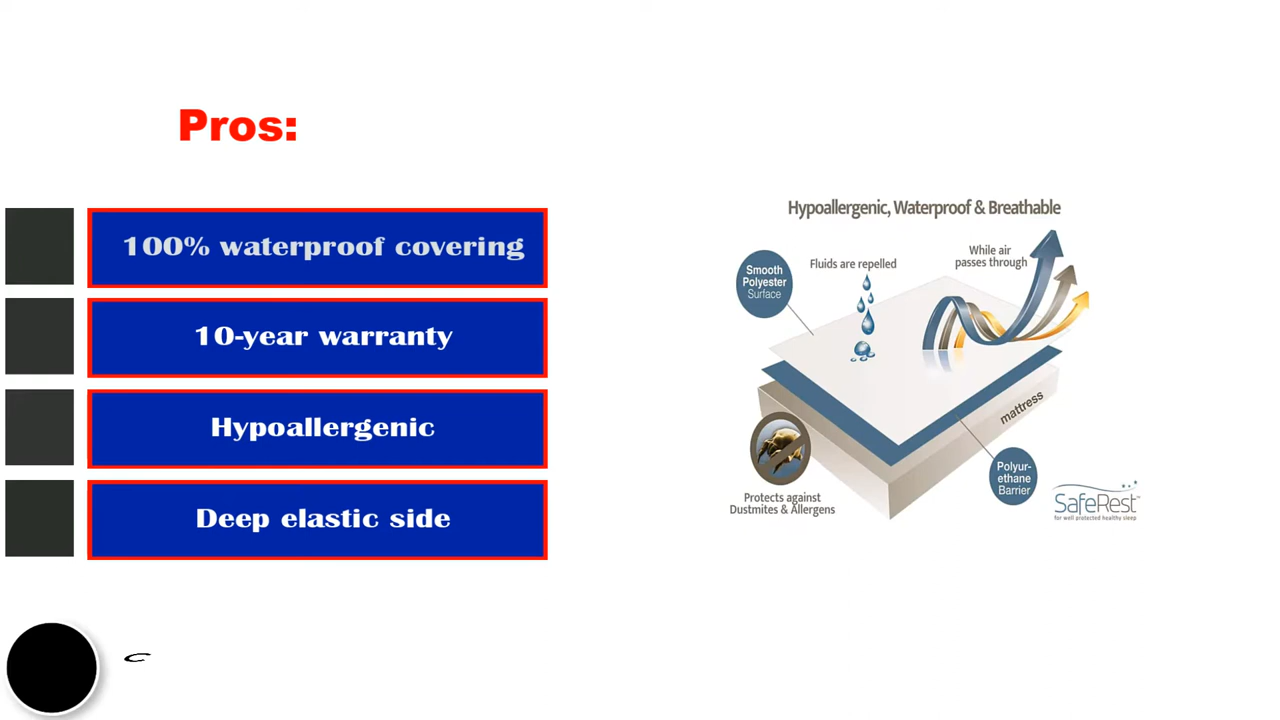 Pros:
100% waterproof covering
10-year warranty
Hypoallergenic
Deep elastic side
Hypoallergenic, Waterproof & Breathable
Smooth
Polyester
Surface
Fluids are repelled
While air
passes through
mattress
Protects against
Dustmites & Allergens
Polyur-
ethane
Barrier
SafeRest™
for well protected healthy sleep